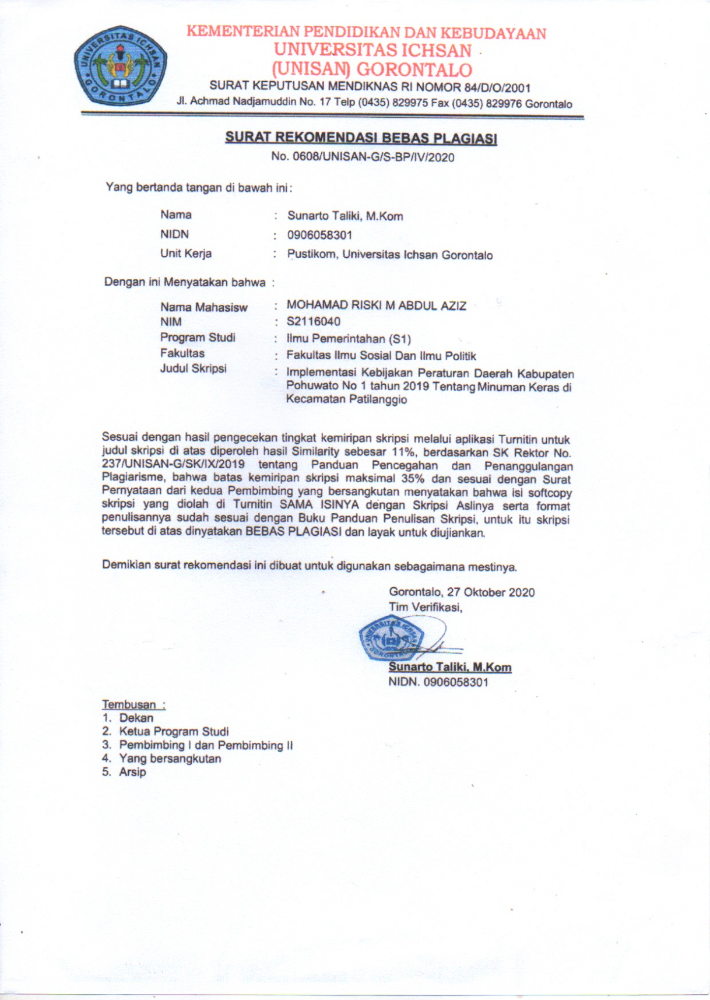 KEMENTERIAN PENDIDIKAN DAN KEBUDAYAAN
UNIVERSITAS ICHSAN
(UNISAN) GORONTALO
SURAT KEPUTUSAN MENDIKNAS RI NOMOR 84/D/O/2001
Jl. Achmad Nadjamuddin No. 17 Telp (0435) 829975 Fax (0435) 829976 Gorontalo
UNIVERSITAS ICHSAN
GORONTALO
SURAT REKOMENDASI BEBAS PLAGIASI
No. 0608/UNISAN-G/S-BP/IV/2020
Yang bertanda tangan di bawah ini :
Nama : Sunarto Taliki, M.Kom
NIDN : 0906058301
Unit Kerja : Pustikom, Universitas Ichsan Gorontalo
Dengan ini Menyatakan bahwa :
Nama Mahasisw : MOHAMAD RISKI M ABDUL AZIZ
NIM : S2116040
Program Studi : Ilmu Pemerintahan (S1)
Fakultas : Fakultas Ilmu Sosial Dan Ilmu Politik
Judul Skripsi : Implementasi Kebijakan Peraturan Daerah Kabupaten
Pohuwato No 1 tahun 2019 Tentang Minuman Keras di
Kecamatan Patilanggio
Sesuai dengan hasil pengecekan tingkat kemiripan skripsi melalui aplikasi Turnitin untuk
judul skripsi di atas diperoleh hasil Similarity sebesar 11%, berdasarkan SK Rektor No.
237/UNISAN-G/SK/IX/2019 tentang Panduan Pencegahan dan Penanggulangan
Plagiarisme, bahwa batas kemiripan skripsi maksimal 35% dan sesuai dengan Surat
Pernyataan dari kedua Pembimbing yang bersangkutan menyatakan bahwa isi softcopy
skripsi yang diolah di Turnitin SAMA ISINYA dengan Skripsi Aslinya serta format
penulisannya sudah sesuai dengan Buku Panduan Penulisan Skripsi, untuk itu skripsi
tersebut di atas dinyatakan BEBAS PLAGIASI dan layak untuk diujiankan.
Demikian surat rekomendasi ini dibuat untuk digunakan sebagaimana mestinya.
Gorontalo, 27 Oktober 2020
Tim Verifikasi,
UNIVERSITAS ICHSAN
GORONTALO
Sunarto Taliki, M.Kom
NIDN. 0906058301
Tembusan :
1. Dekan
2. Ketua Program Studi
3. Pembimbing I dan Pembimbing II
4. Yang bersangkutan
5. Arsip